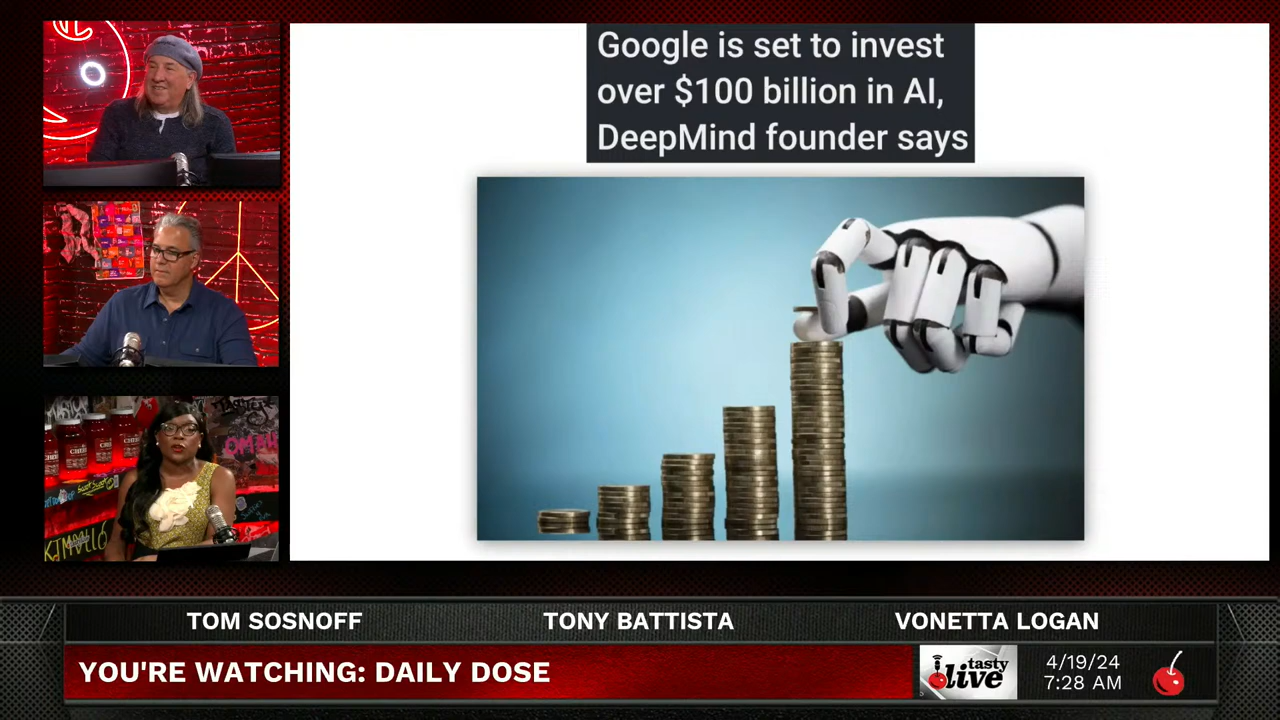 Google is set to invest
over $100 billion in AI,
DeepMind founder says
TOM SOSNOFF
TONY BATTISTA
VONETTA LOGAN
YOU'RE WATCHING: DAILY DOSE
tasty
live
4/19/24
7:28 AM